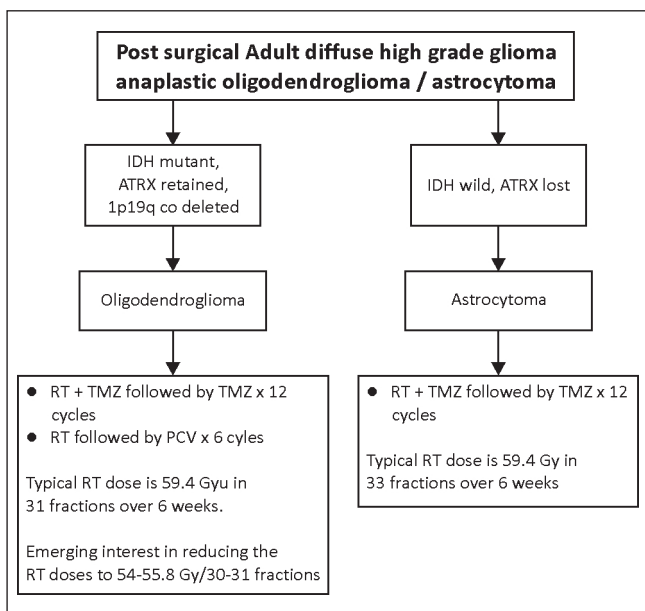 Post surgical Adult diffuse high grade glioma
anaplastic oligodendroglioma / astrocytoma
IDH mutant,
ATRX retained,
1p19q co deleted
IDH wild, ATRX lost
Oligodendroglioma
Astrocytoma
● RT + TMZ followed by TMZ x 12
cycles
● RT followed by PCV x 6 cyles
Typical RT dose is 59.4 Gyu in
31 fractions over 6 weeks.
Emerging interest in reducing the
RT doses to 54-55.8 Gy/30-31 fractions
● RT + TMZ followed by TMZ x 12
cycles
Typical RT dose is 59.4 Gy in
33 fractions over 6 weeks